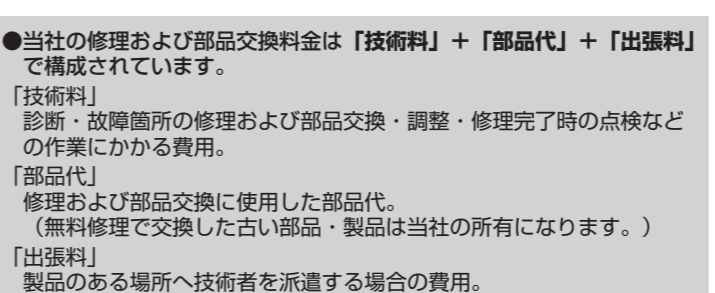 ●当社の修理および部品交換料金は「技術料」＋「部品代」＋「出張料」
で構成されています。
「技術料」
診断・故障箇所の修理および部品交換・調整・修理完了時の点検など
の作業にかかる費用。
「部品代」
修理および部品交換に使用した部品代。
（無料修理で交換した古い部品・製品は当社の所有になります。）
「出張料」
製品のある場所へ技術者を派遣する場合の費用。